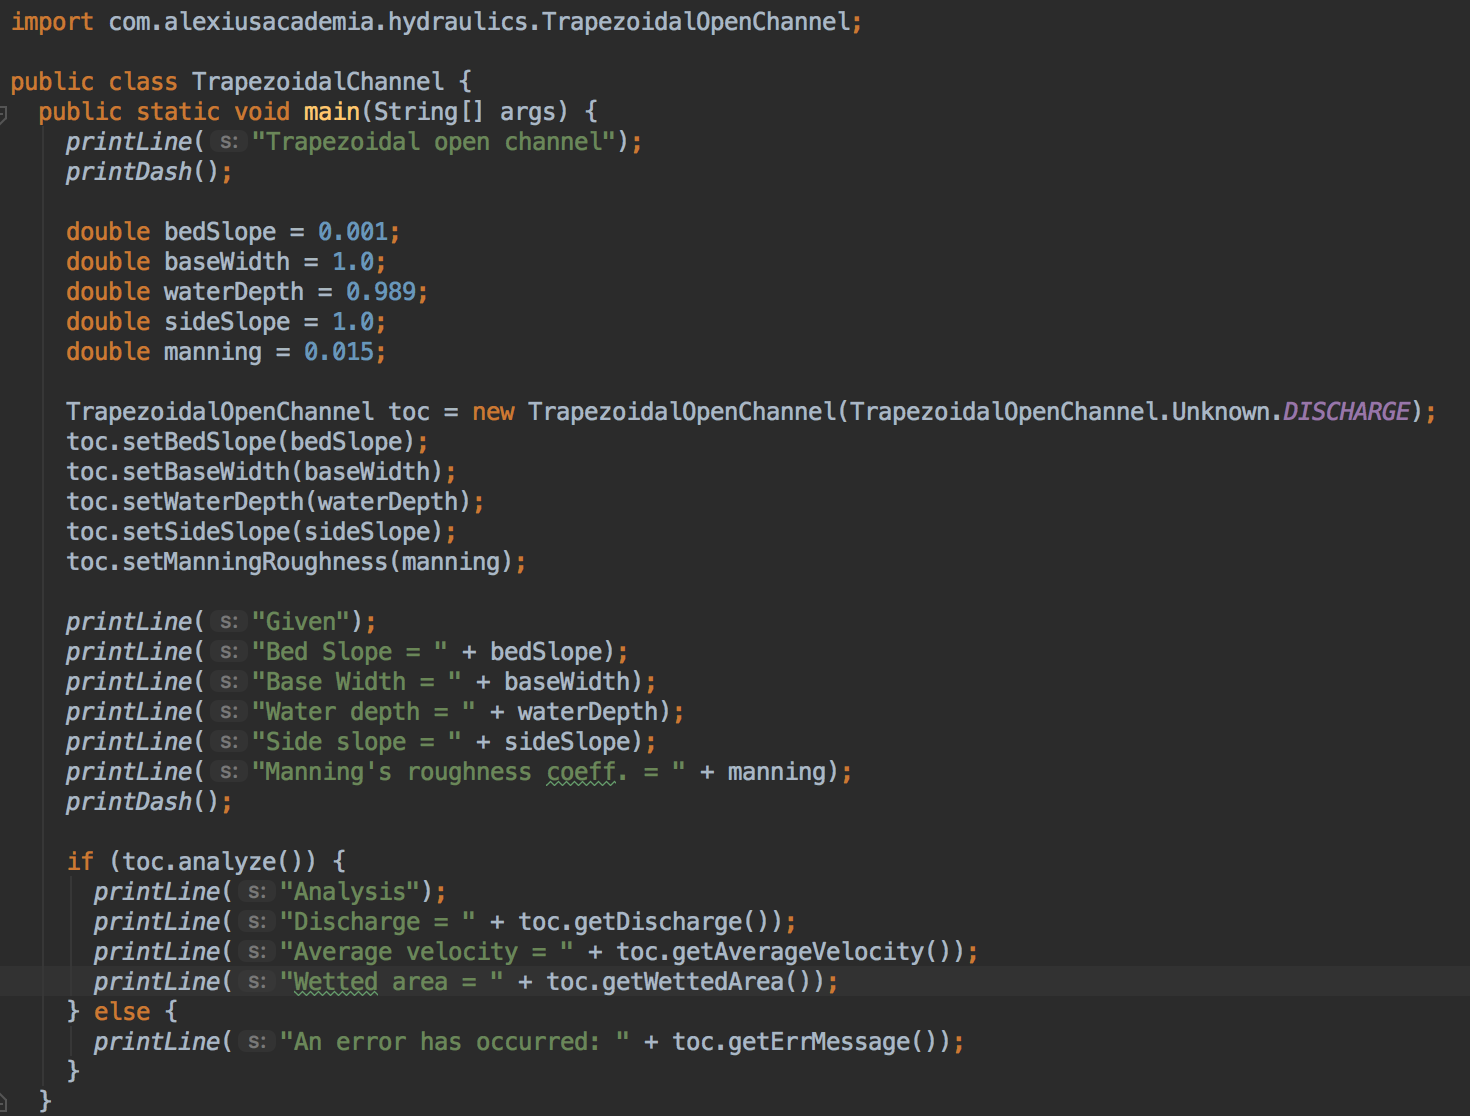 import com.alexiusacademia.hydraulics.TrapezoidalOpenChannel;
public class TrapezoidalChannel {
public static void main(String[] args) {
printLine( s: "Trapezoidal open channel");
printDash();
double bedSlope = 0.001;
double baseWidth = 1.0;
double waterDepth = 0.989;
double sideSlope = 1.0;
double manning = 0.015;
TrapezoidalOpenChannel toc = new TrapezoidalOpenChannel(TrapezoidalOpenChannel.Unknown.DISCHARGE);
toc.setBedSlope(bedSlope);
toc.setBaseWidth(baseWidth);
toc.setWaterDepth(waterDepth);
toc.setSideSlope(sideSlope);
toc.setManningRoughness(manning);
printLine( s: "Given");
printLine( s: "Bed Slope = " + bedSlope);
printLine( s: "Base Width = " + baseWidth);
printLine( s: "Water depth = " + waterDepth);
printLine( s: "Side slope = " + sideSlope);
printLine( s: "Manning's roughness coeff. = " + manning);
printDash();
if (toc.analyze()) {
printLine( s: "Analysis");
printLine( s: "Discharge = " + toc.getDischarge());
printLine( s: "Average velocity = " + toc.getAverageVelocity());
printLine( s: "Wetted area = " + toc.getWettedArea());
} else {
printLine( s: "An error has occurred: " + toc.getErrMessage());
}
}